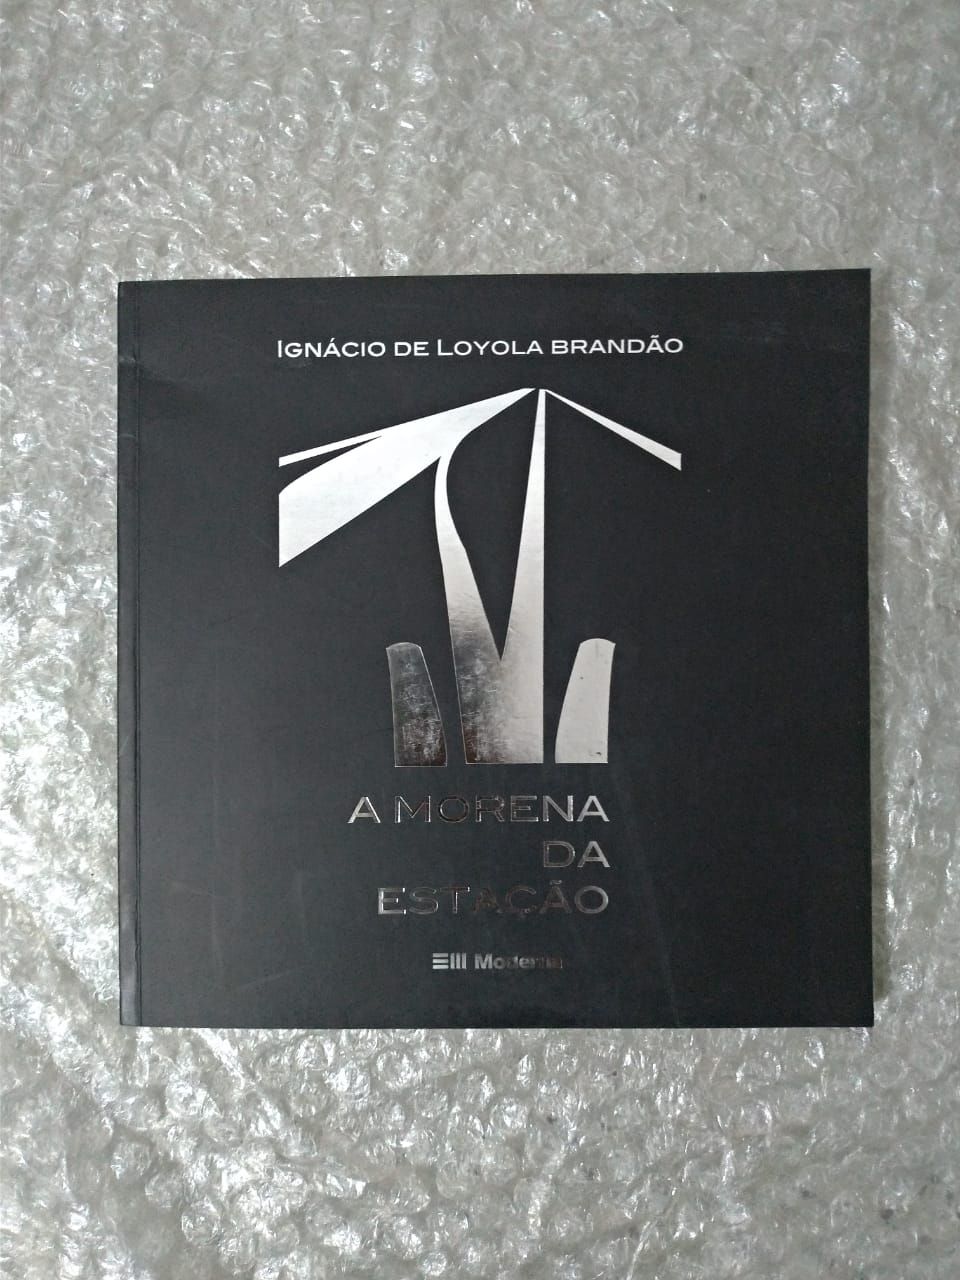 IGNÁCIO DE LOYOLA BRANDÃO
A MORENA
DA
ESTAÇÃO
Moderna